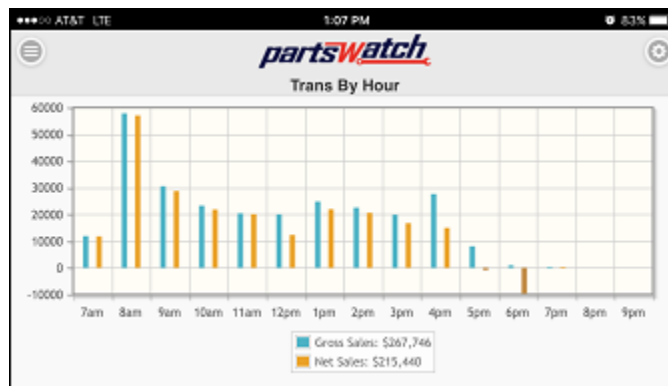 ●●●○○ AT&T LTE 1:07 PM 83%
partswatch
Trans By Hour
60000
50000
40000
30000
20000
10000
0
-10000
7am 8am 9am 10am 11am 12pm 1pm 2pm 3pm 4pm 5pm 6pm 7pm 8pm 9pm
Gross Sales: $267,746
Net Sales: $215,440